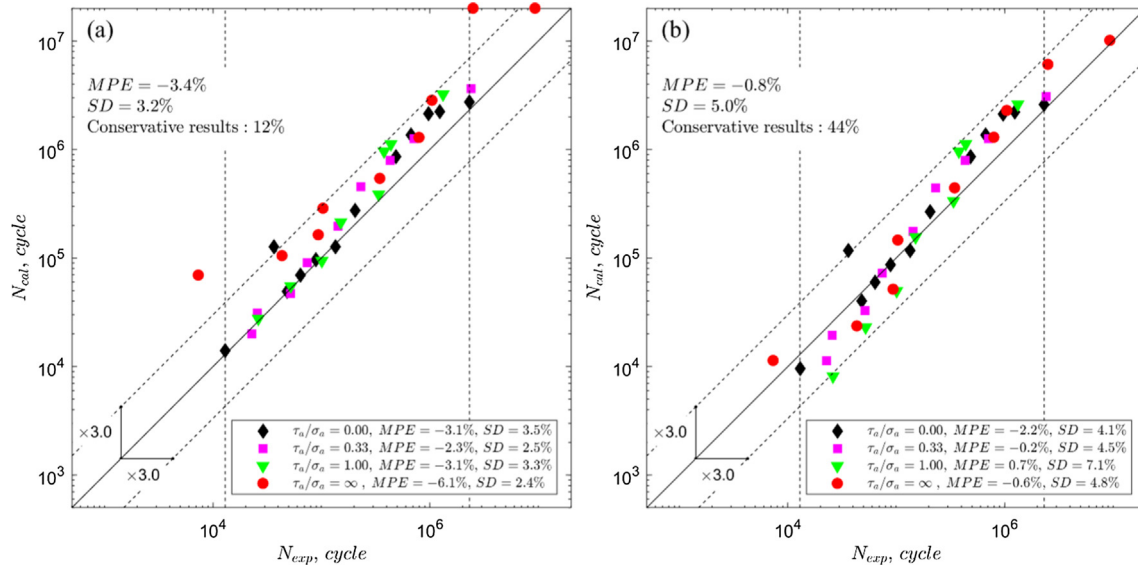 (a)
MPE = −3.4%
SD = 3.2%
Conservative results : 12%
10^7
10^6
10^5
10^4
10^3
N_cal, cycle
×3.0
×3.0
τ_a/σ_a = 0.00, MPE = −3.1%, SD = 3.5%
τ_a/σ_a = 0.33, MPE = −2.3%, SD = 2.5%
τ_a/σ_a = 1.00, MPE = −3.1%, SD = 3.3%
τ_a/σ_a = ∞ , MPE = −6.1%, SD = 2.4%
10^4 10^6
N_exp, cycle
(b)
MPE = −0.8%
SD = 5.0%
Conservative results : 44%
10^7
10^6
10^5
10^4
10^3
N_cal, cycle
×3.0
×3.0
τ_a/σ_a = 0.00, MPE = −2.2%, SD = 4.1%
τ_a/σ_a = 0.33, MPE = −0.2%, SD = 4.5%
τ_a/σ_a = 1.00, MPE = 0.7%, SD = 7.1%
τ_a/σ_a = ∞ , MPE = −0.6%, SD = 4.8%
10^4 10^6
N_exp, cycle